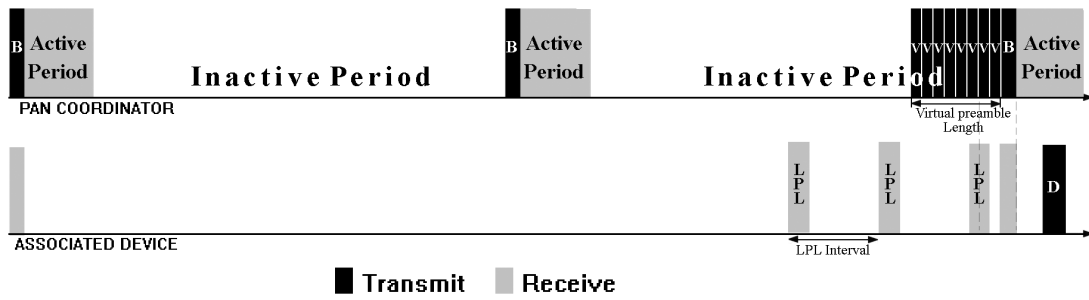 B
Active
Period
Inactive Period
B
Active
Period
Inactive Period
V V V V V V V V B
Active
Period
PAN COORDINATOR
Virtual preamble
Length
LPL
LPL
LPL
D
ASSOCIATED DEVICE
LPL Interval
Transmit
Receive